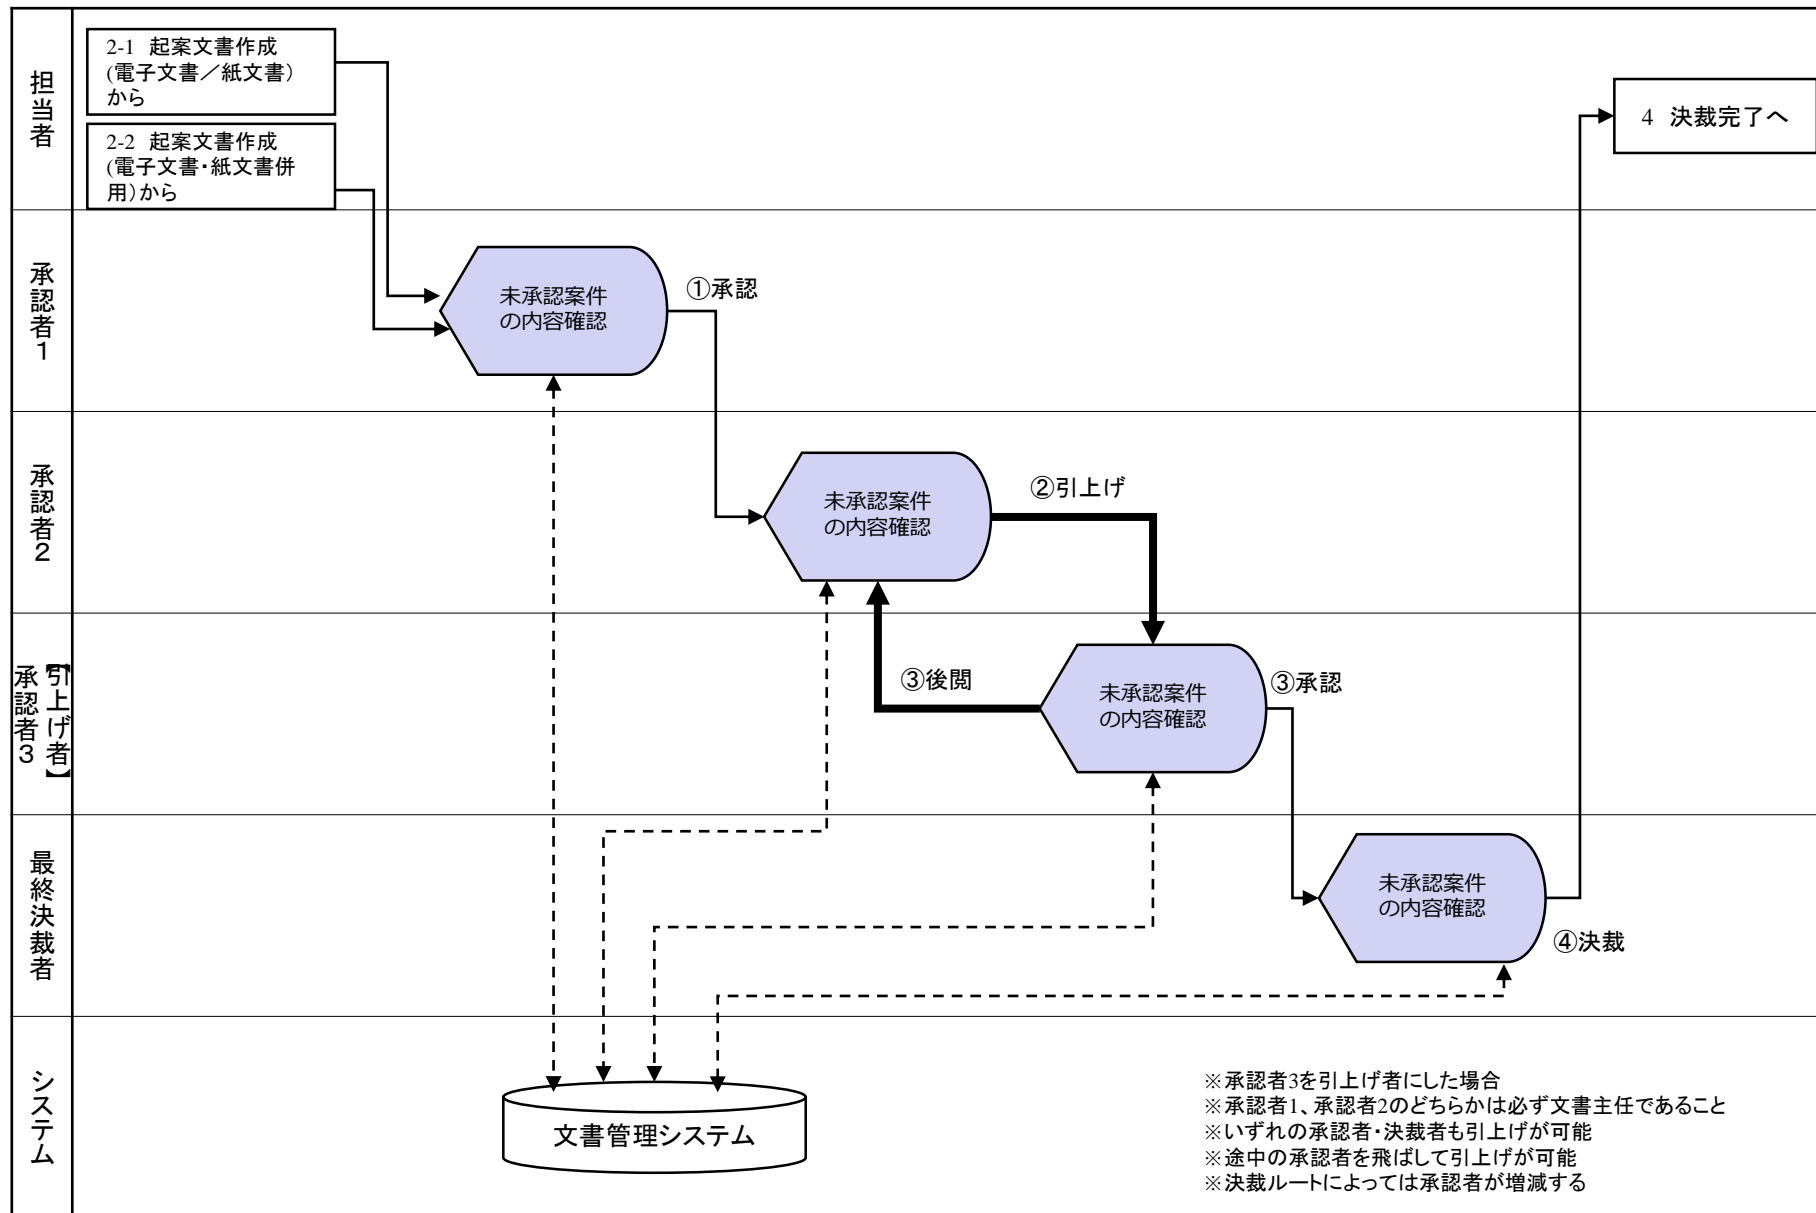 担当者
2-1 起案文書作成
(電子文書／紙文書)
から
2-2 起案文書作成
(電子文書・紙文書併
用)から
4 決裁完了へ
承認者1
未承認案件
の内容確認
①承認
承認者2
未承認案件
の内容確認
②引上げ
承認者3
【引上げ者】
③後閲
未承認案件
の内容確認
③承認
最終決裁者
未承認案件
の内容確認
④決裁
システム
文書管理システム
※承認者3を引上げ者にした場合
※承認者1、承認者2のどちらかは必ず文書主任であること
※いずれの承認者・決裁者も引上げが可能
※途中の承認者を飛ばして引上げが可能
※決裁ルートによっては承認者が増減する